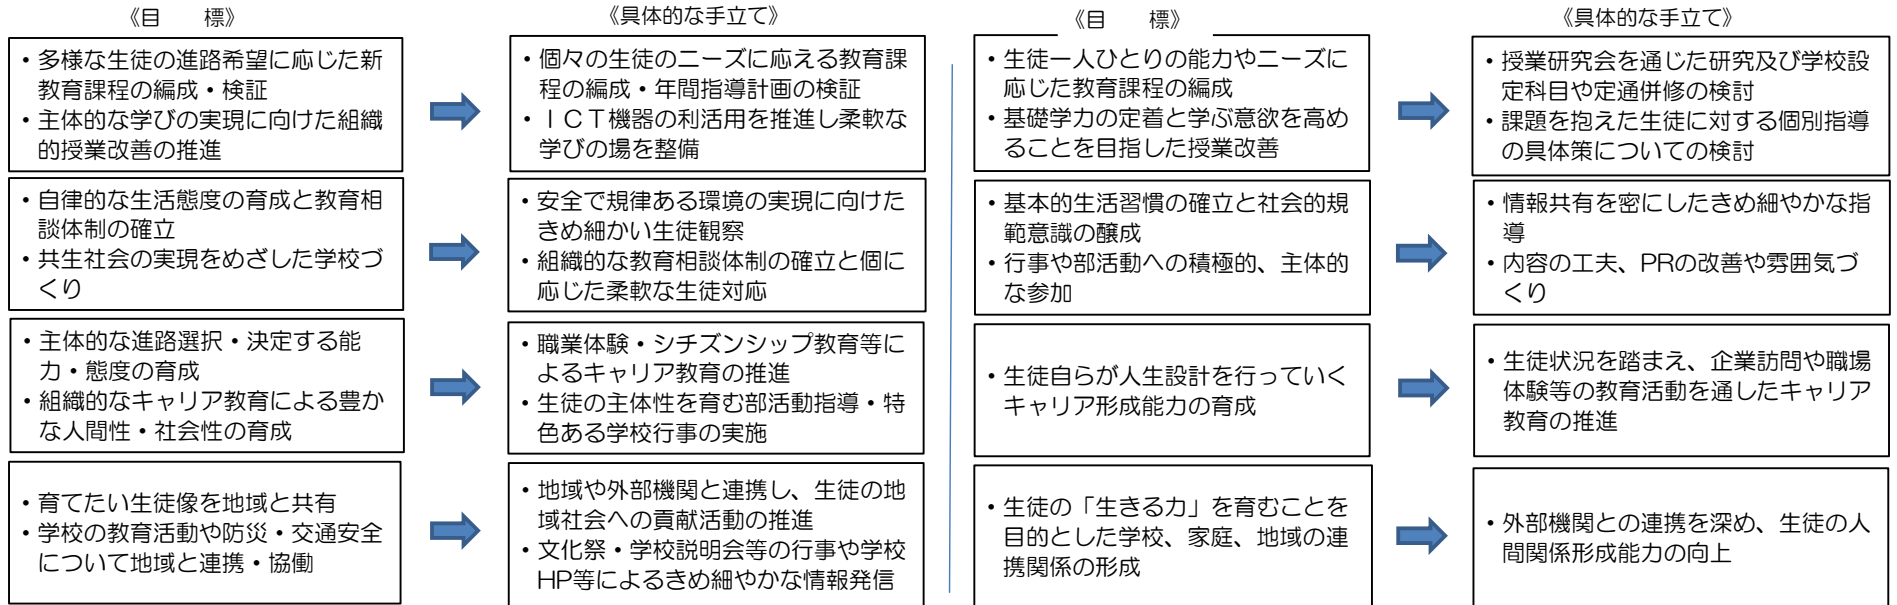 《目　　標》
《具体的な手立て》
・多様な生徒の進路希望に応じた新
教育課程の編成・検証
・主体的な学びの実現に向けた組織
的授業改善の推進
・個々の生徒のニーズに応える教育課
程の編成・年間指導計画の検証
・ＩＣＴ機器の利活用を推進し柔軟な
学びの場を整備
・自律的な生活態度の育成と教育相
談体制の確立
・共生社会の実現をめざした学校づ
くり
・安全で規律ある環境の実現に向けた
きめ細かい生徒観察
・組織的な教育相談体制の確立と個に
応じた柔軟な生徒対応
・主体的な進路選択・決定する能
力・態度の育成
・組織的なキャリア教育による豊か
な人間性・社会性の育成
・職業体験・シチズンシップ教育等に
よるキャリア教育の推進
・生徒の主体性を育む部活動指導・特
色ある学校行事の実施
・育てたい生徒像を地域と共有
・学校の教育活動や防災・交通安全
について地域と連携・協働
・地域や外部機関と連携し、生徒の地
域社会への貢献活動の推進
・文化祭・学校説明会等の行事や学校
HP等によるきめ細やかな情報発信
《目　　標》
《具体的な手立て》
・生徒一人ひとりの能力やニーズに
応じた教育課程の編成
・基礎学力の定着と学ぶ意欲を高め
ることを目指した授業改善
・授業研究会を通じた研究及び学校設
定科目や定通併修の検討
・課題を抱えた生徒に対する個別指導
の具体策についての検討
・基本的生活習慣の確立と社会的規
範意識の醸成
・行事や部活動への積極的、主体的
な参加
・情報共有を密にしたきめ細やかな指
導
・内容の工夫、PRの改善や雰囲気づ
くり
・生徒自らが人生設計を行っていく
キャリア形成能力の育成
・生徒状況を踏まえ、企業訪問や職場
体験等の教育活動を通したキャリア
教育の推進
・生徒の「生きる力」を育むことを
目的とした学校、家庭、地域の連
携関係の形成
・外部機関との連携を深め、生徒の人
間関係形成能力の向上